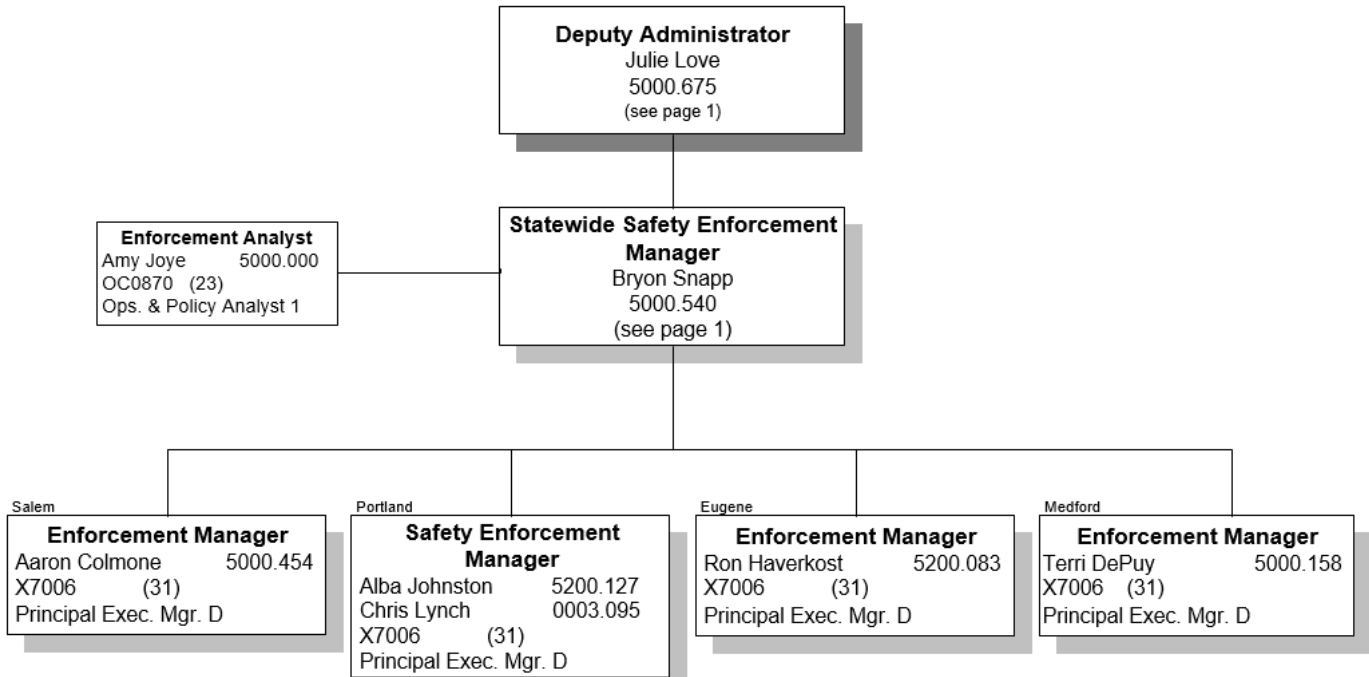 Deputy Administrator
Julie Love
5000.675
(see page 1)
Statewide Safety Enforcement
Manager
Bryon Snapp
5000.540
(see page 1)
Enforcement Analyst
Amy Joye 5000.000
OC0870 (23)
Ops. & Policy Analyst 1
Salem
Enforcement Manager
Aaron Colmone 5000.454
X7006 (31)
Principal Exec. Mgr. D
Portland
Safety Enforcement
Manager
Alba Johnston 5200.127
Chris Lynch 0003.095
X7006 (31)
Principal Exec. Mgr. D
Eugene
Enforcement Manager
Ron Haverkost 5200.083
X7006 (31)
Principal Exec. Mgr. D
Medford
Enforcement Manager
Terri DePuy 5000.158
X7006 (31)
Principal Exec. Mgr. D